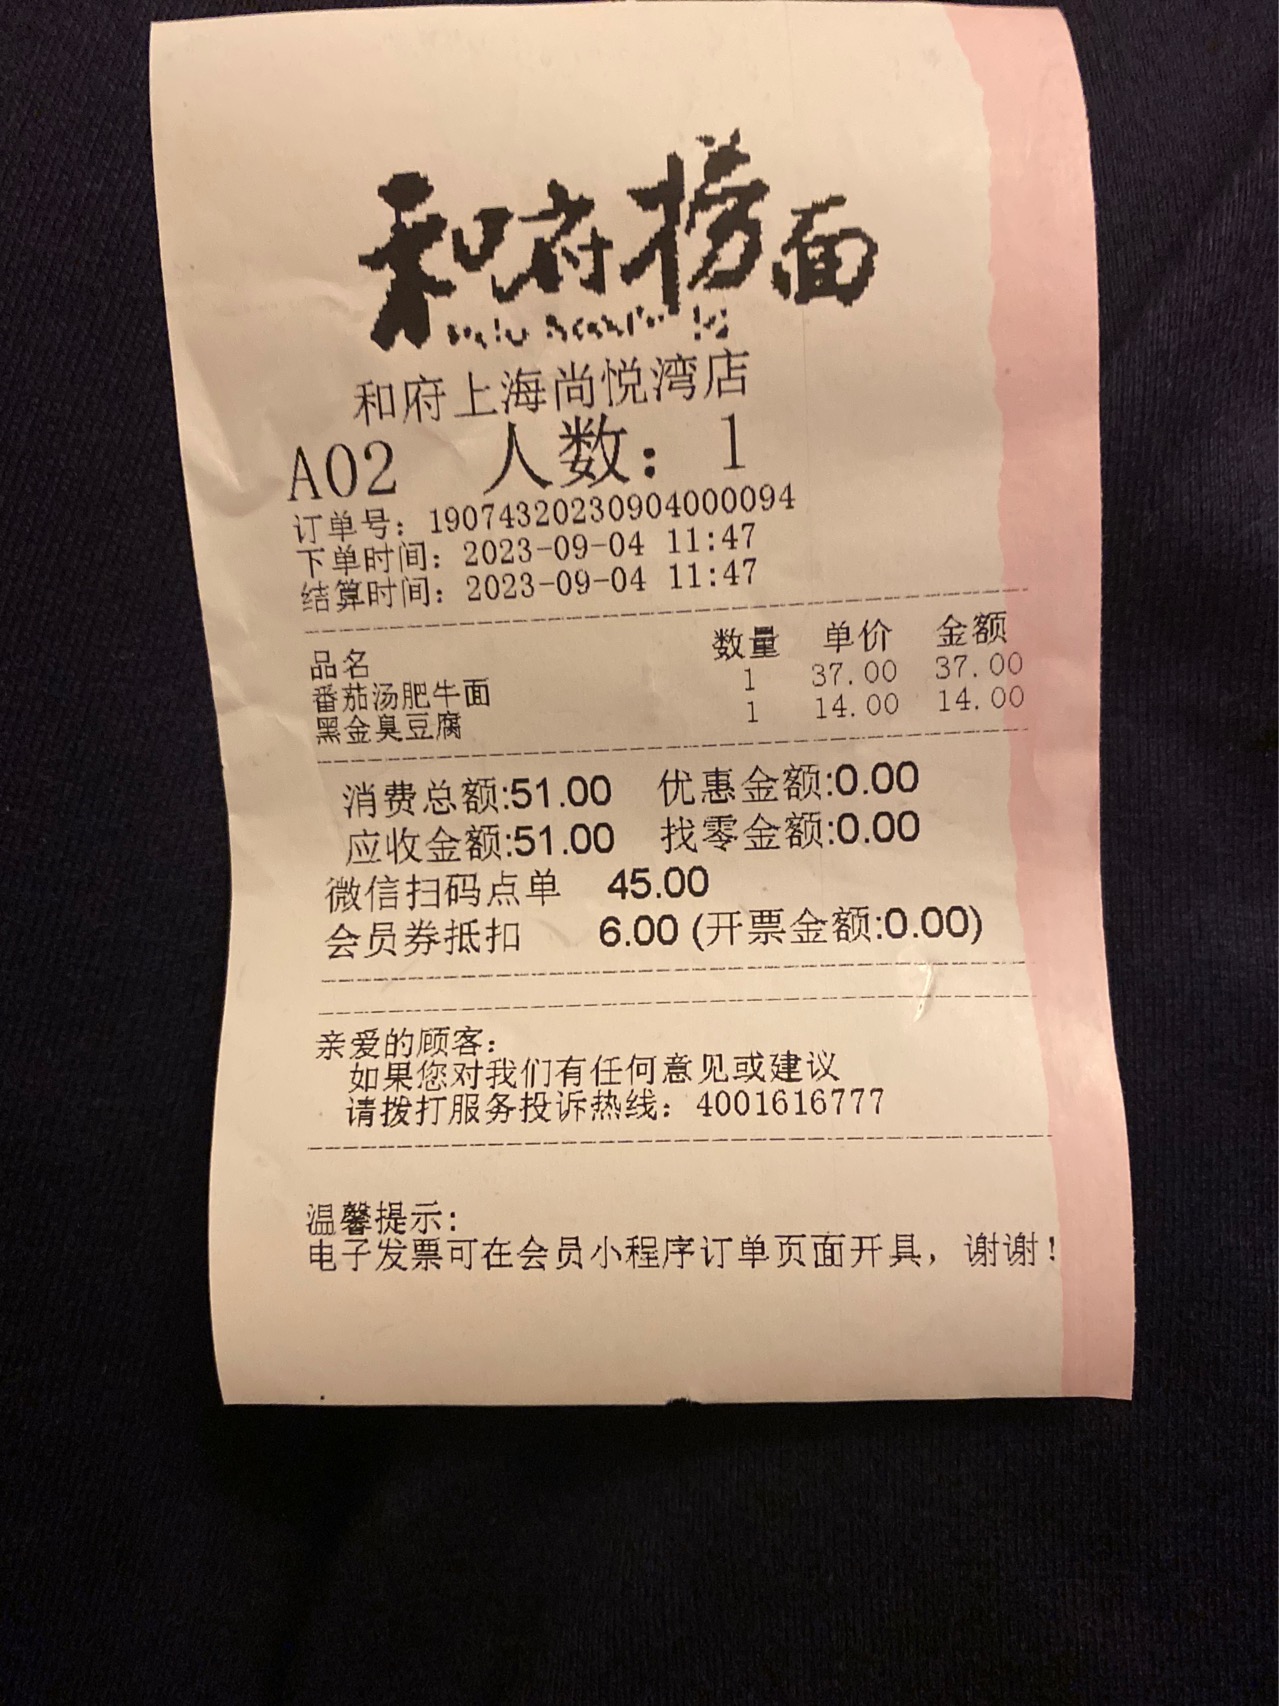 和府捞面
和府上海尚悦湾店
A02 人数：1
订单号：19074320230904000094
下单时间：2023-09-04 11:47
结算时间：2023-09-04 11:47
品名 数量 单价 金额
番茄汤肥牛面 1 37.00 37.00
黑金臭豆腐 1 14.00 14.00
消费总额:51.00 优惠金额:0.00
应收金额:51.00 找零金额:0.00
微信扫码点单 45.00
会员券抵扣 6.00 (开票金额:0.00)
亲爱的顾客：
如果您对我们有任何意见或建议
请拨打服务投诉热线：4001616777
温馨提示：
电子发票可在会员小程序订单页面开具，谢谢！